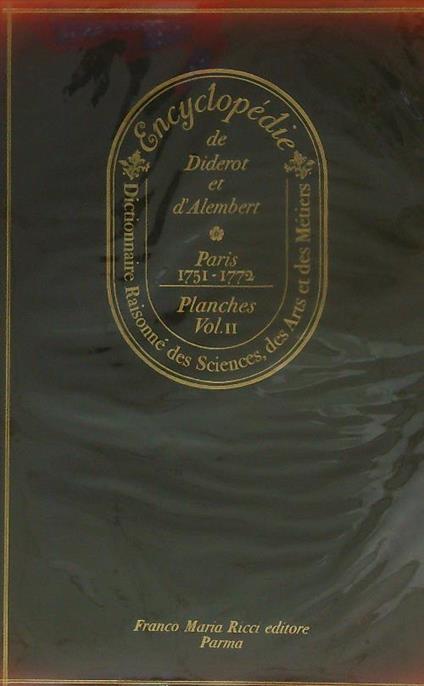 Encyclopédie
de
Diderot
et
d'Alembert
Paris
1751-1772
Planches
Vol. II
Dictionnaire Raisonné des Sciences, des Arts et des Métiers
Franco Maria Ricci editore
Parma